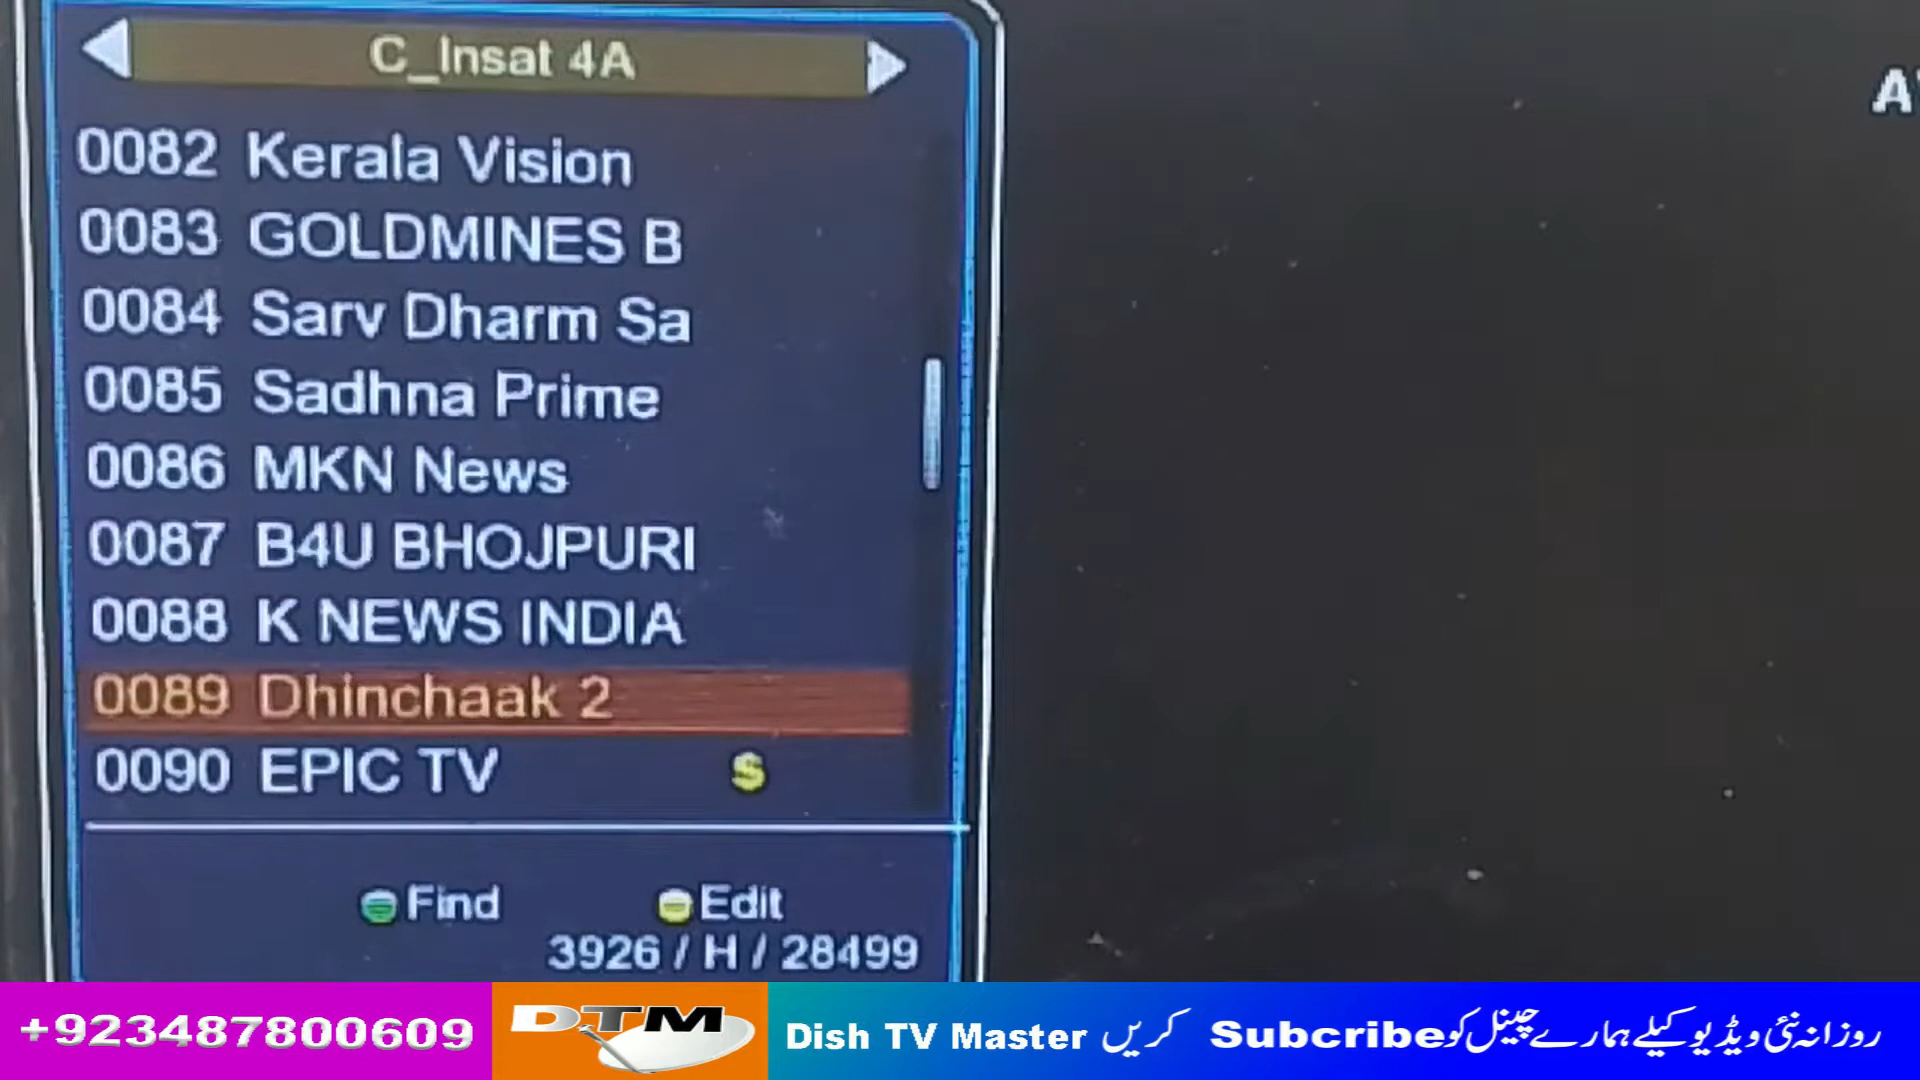 C_Insat 4A
0082 Kerala Vision
0083 GOLDMINES B
0084 Sarv Dharm Sa
0085 Sadhna Prime
0086 MKN News
0087 B4U BHOJPURI
0088 K NEWS INDIA
0089 Dhinchaak 2
0090 EPIC TV S
Find Edit
3926 / H / 28499
+923487800609
DTM
روزانہ نئی ویڈیو کیلے ہمارے چینل کو Subcribe کریں Dish TV Master